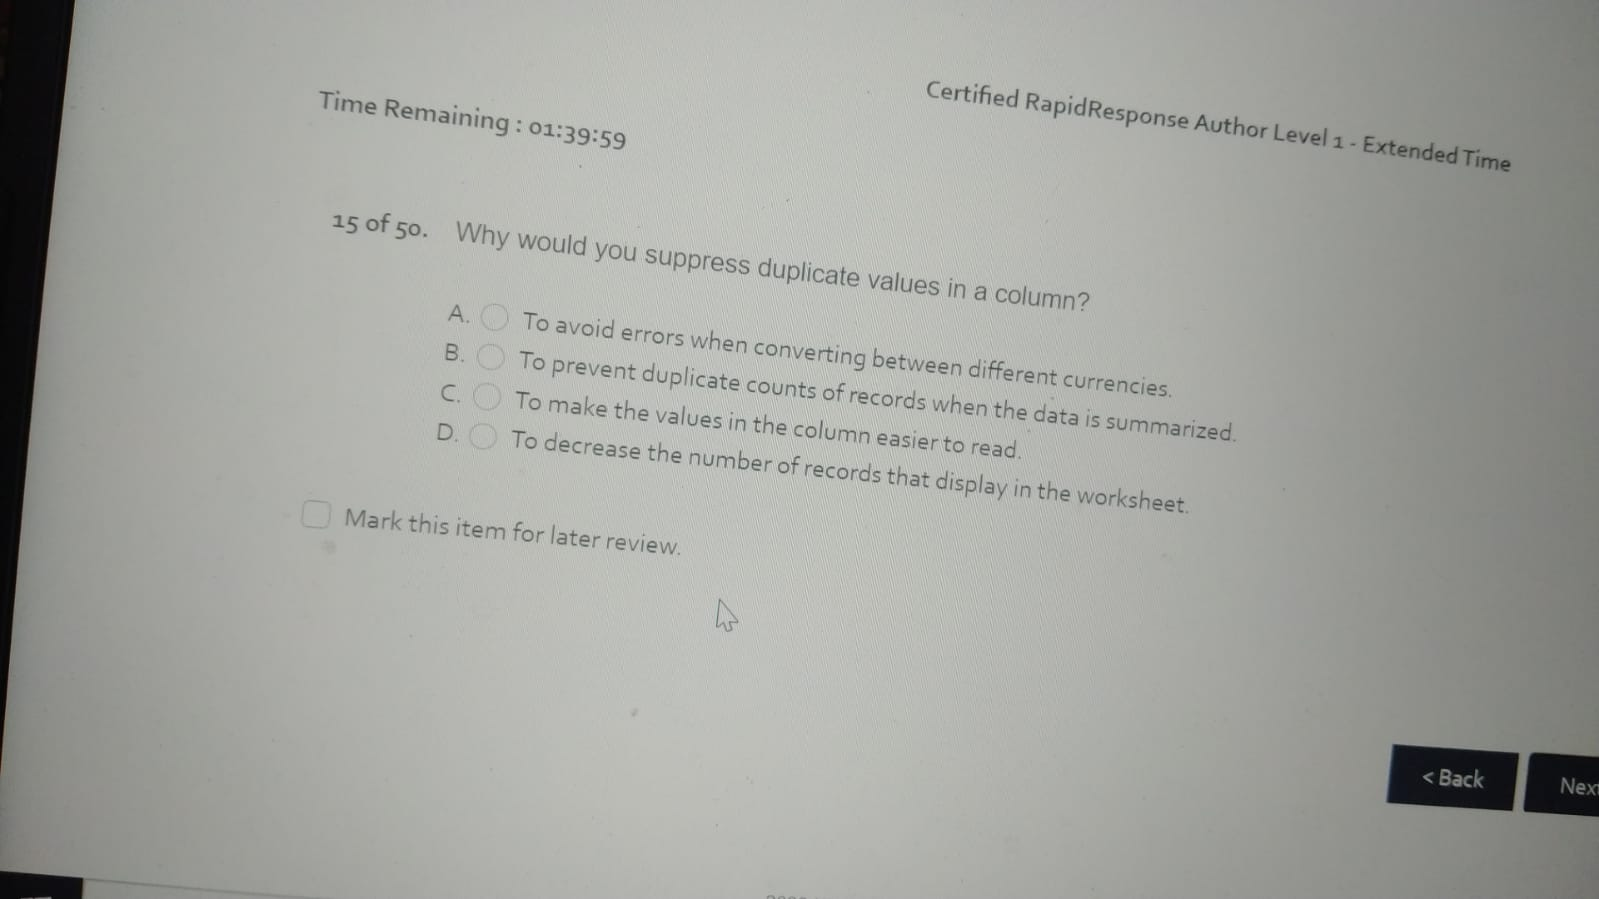 Certified RapidResponse Author Level 1 - Extended Time
Time Remaining : 01:39:59
15 of 50. Why would you suppress duplicate values in a column?
A. To avoid errors when converting between different currencies.
B. To prevent duplicate counts of records when the data is summarized.
C. To make the values in the column easier to read.
D. To decrease the number of records that display in the worksheet.
Mark this item for later review.
< Back